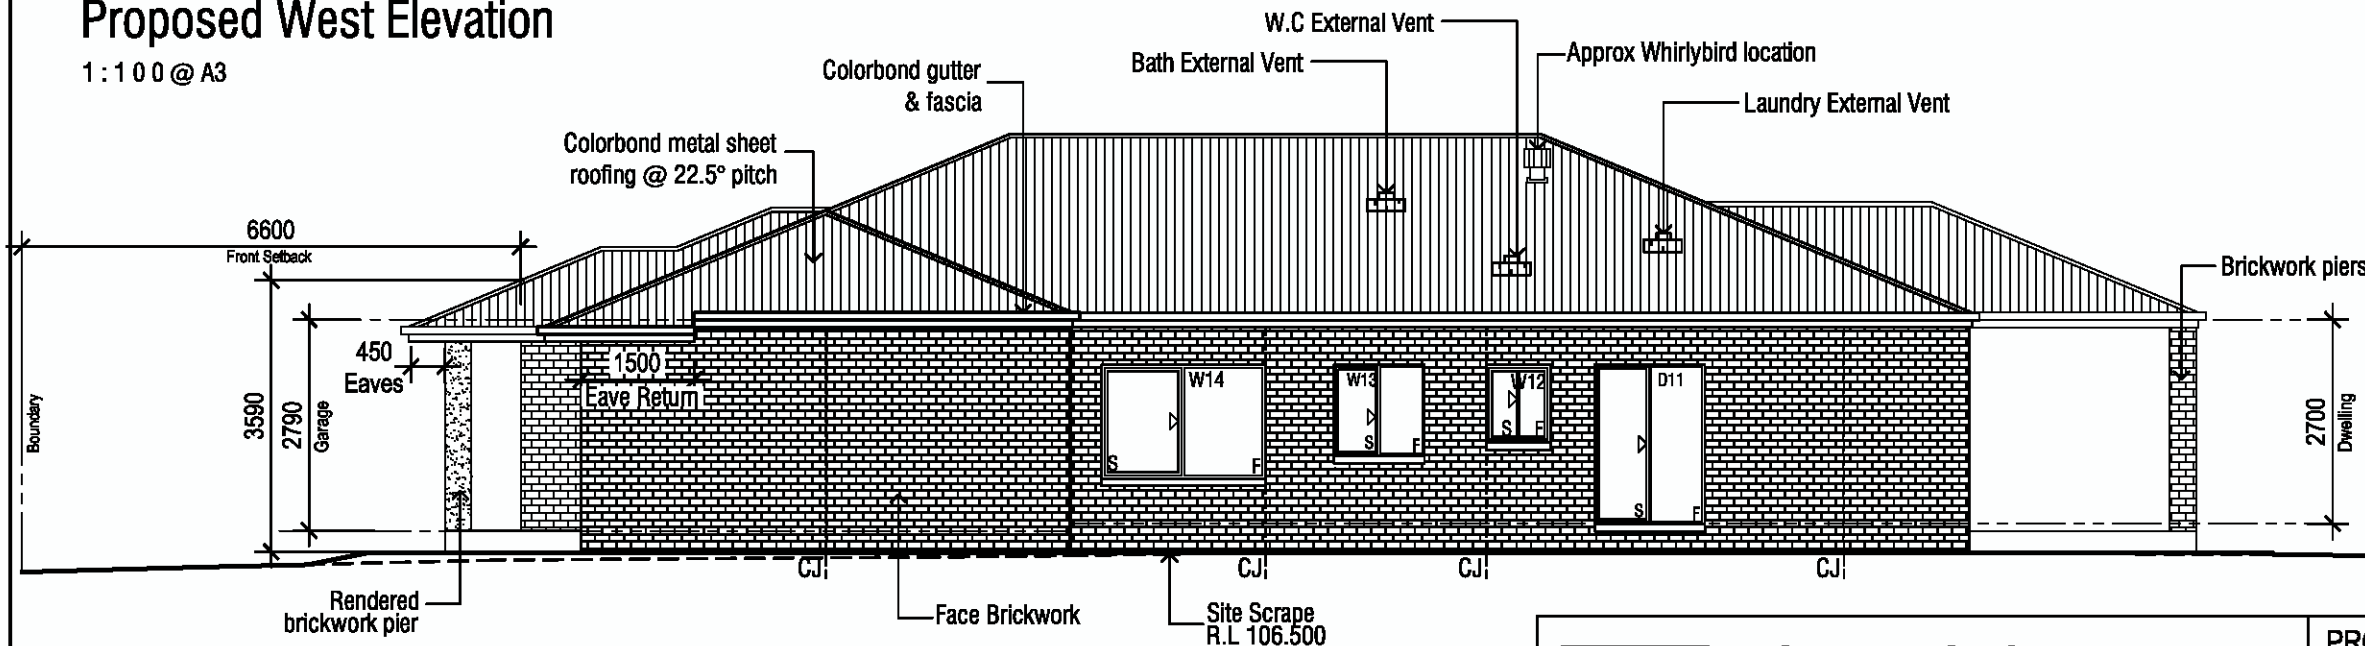 Proposed West Elevation
1:100@ A3
W.C External Vent
Bath External Vent
Approx Whirlybird location
Colorbond gutter
& fascia
Laundry External Vent
Colorbond metal sheet
roofing @ 22.5° pitch
6600
Front Setback
Brickwork piers
450
Eaves
1500
Eave Return
3590
2790
Garage
Boundary
W14
S
F
W13
S
F
W12
S
F
D11
S
F
2700
Dwelling
CJ
CJ
CJ
CJ
Rendered
brickwork pier
Face Brickwork
Site Scrape
R.L 106.500